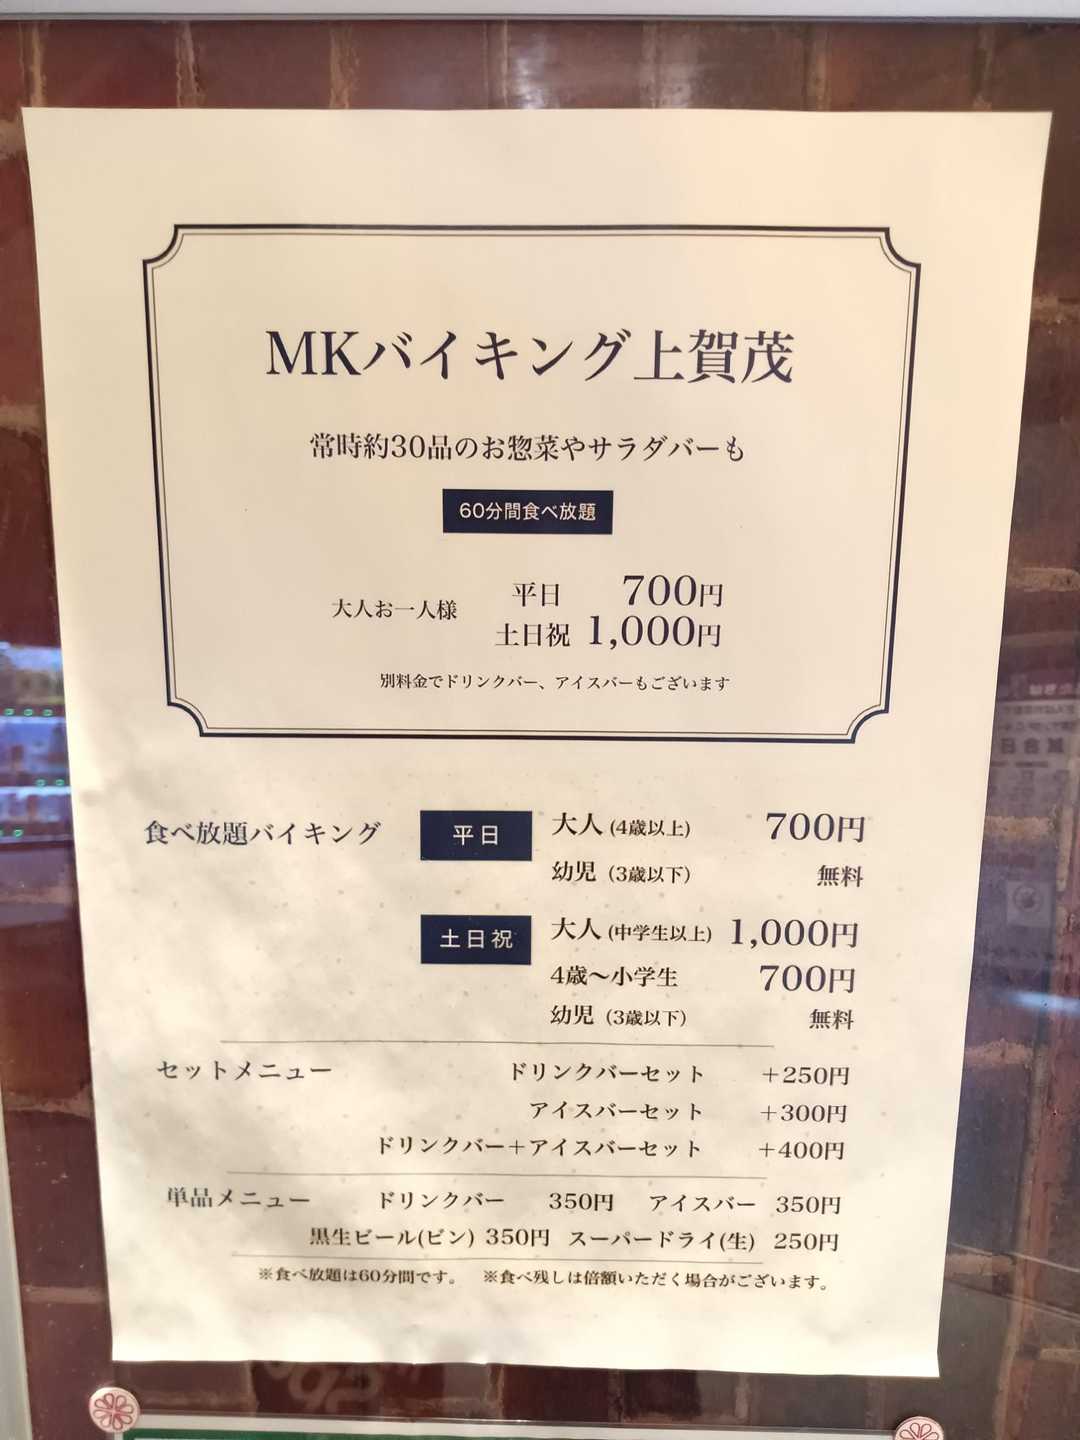 MKバイキング上賀茂
常時約30品のお惣菜やサラダバーも
60分間食べ放題
大人お一人様 平日 700円
土日祝 1,000円
別料金でドリンクバー、アイスバーもございます
食べ放題バイキング 平日 大人 (4歳以上) 700円
幼児 (3歳以下) 無料
土日祝 大人 (中学生以上) 1,000円
4歳〜小学生 700円
幼児 (3歳以下) 無料
セットメニュー ドリンクバーセット +250円
アイスバーセット +300円
ドリンクバー+アイスバーセット +400円
単品メニュー ドリンクバー 350円 アイスバー 350円
黒生ビール(ビン) 350円 スーパードライ(生) 250円
※食べ放題は60分間です。 ※食べ残しは倍額いただく場合がございます。